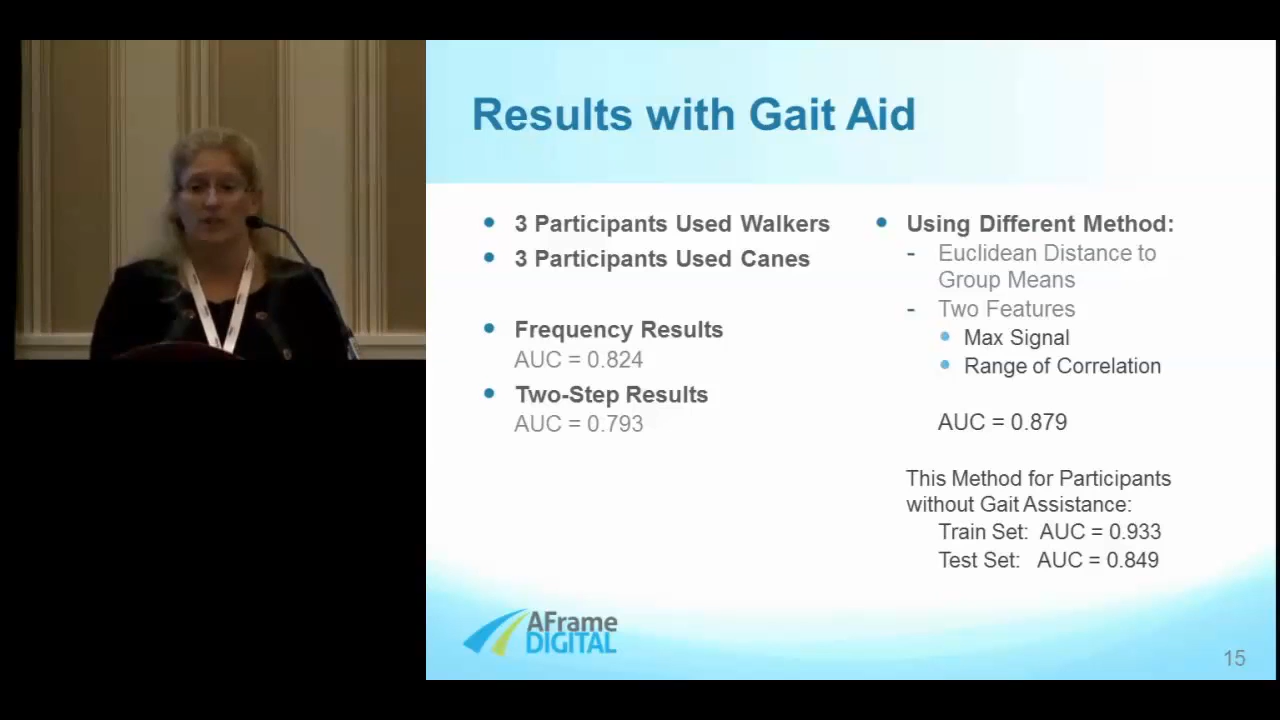 Results with Gait Aid
• 3 Participants Used Walkers
• 3 Participants Used Canes
• Frequency Results
AUC = 0.824
• Two-Step Results
AUC = 0.793
• Using Different Method:
- Euclidean Distance to
Group Means
- Two Features
• Max Signal
• Range of Correlation
AUC = 0.879
This Method for Participants
without Gait Assistance:
Train Set: AUC = 0.933
Test Set: AUC = 0.849
AFrame
DIGITAL
15